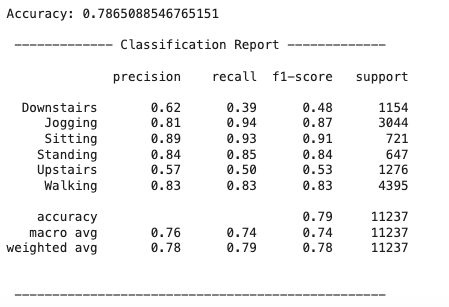 Accuracy: 0.7865088546765151
------------- Classification Report -------------
precision recall f1-score support
Downstairs 0.62 0.39 0.48 1154
Jogging 0.81 0.94 0.87 3044
Sitting 0.89 0.93 0.91 721
Standing 0.84 0.85 0.84 647
Upstairs 0.57 0.50 0.53 1276
Walking 0.83 0.83 0.83 4395
accuracy 0.79 11237
macro avg 0.76 0.74 0.74 11237
weighted avg 0.78 0.79 0.78 11237
-------------------------------------------------